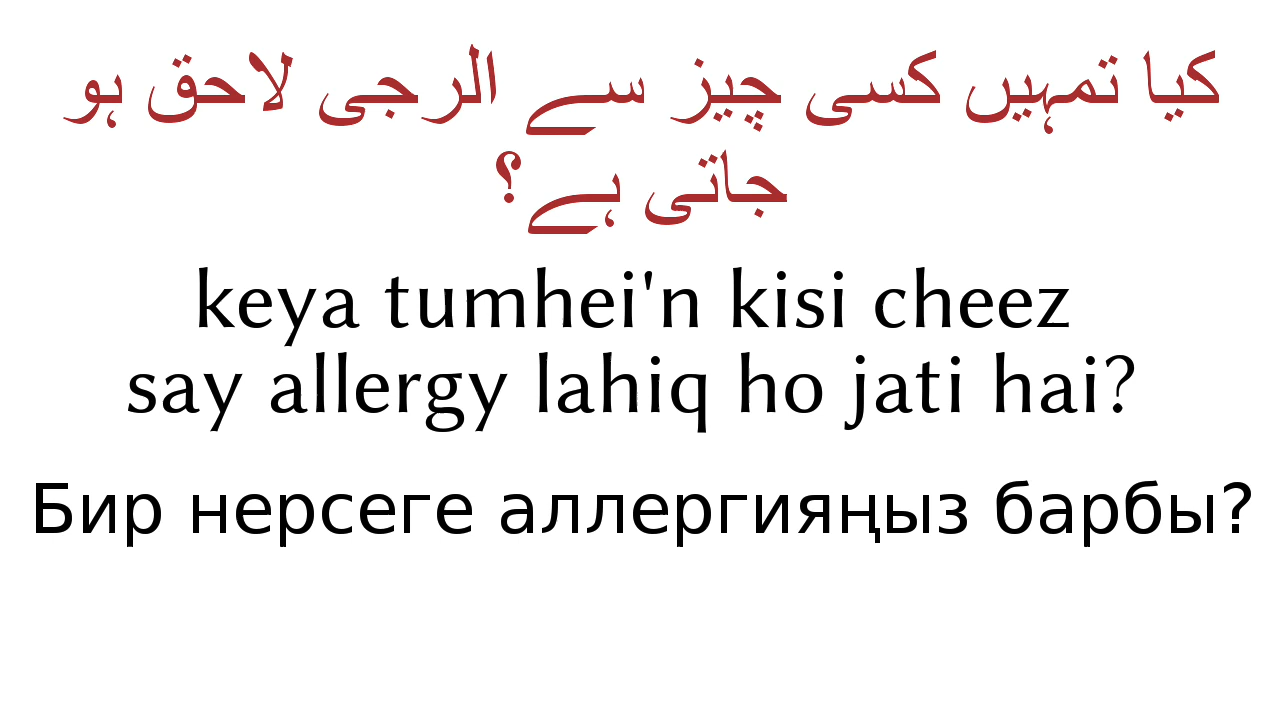 کیا تمہیں کسی چیز سے الرجی لاحق ہو
جاتی ہے؟
keya tumhei'n kisi cheez
say allergy lahiq ho jati hai?
Бир нерсеге аллергияңыз барбы?